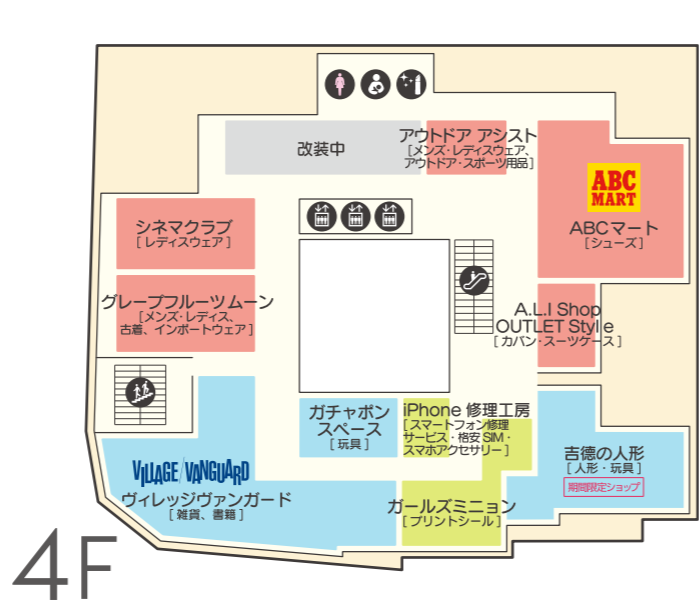 改装中
アウトドア アシスト
[メンズ・レディスウェア、
アウトドア・スポーツ用品]
ABC
MART
ABCマート
[シューズ]
シネマクラブ
[レディスウェア]
グレープフルーツムーン
[メンズ・レディス、
古着、インポートウェア]
A.L.I Shop
OUTLET Style
[カバン・スーツケース]
ガチャポン
スペース
[玩具]
iPhone 修理工房
[スマートフォン修理
サービス・格安SIM・
スマホアクセサリー]
吉德の人形
[人形・玩具]
期間限定ショップ
VILLAGE/VANGUARD
ヴィレッジヴァンガード
[雑貨、書籍]
ガールズミニョン
[プリントシール]
4F